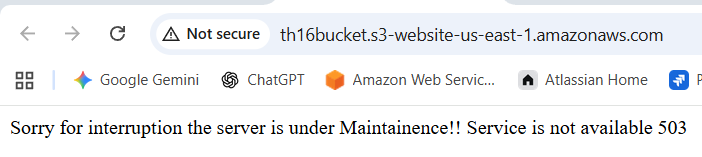 Not secure th16bucket.s3-website-us-east-1.amazonaws.com
Google Gemini ChatGPT Amazon Web Servic... Atlassian Home
Sorry for interruption the server is under Maintainence!! Service is not available 503